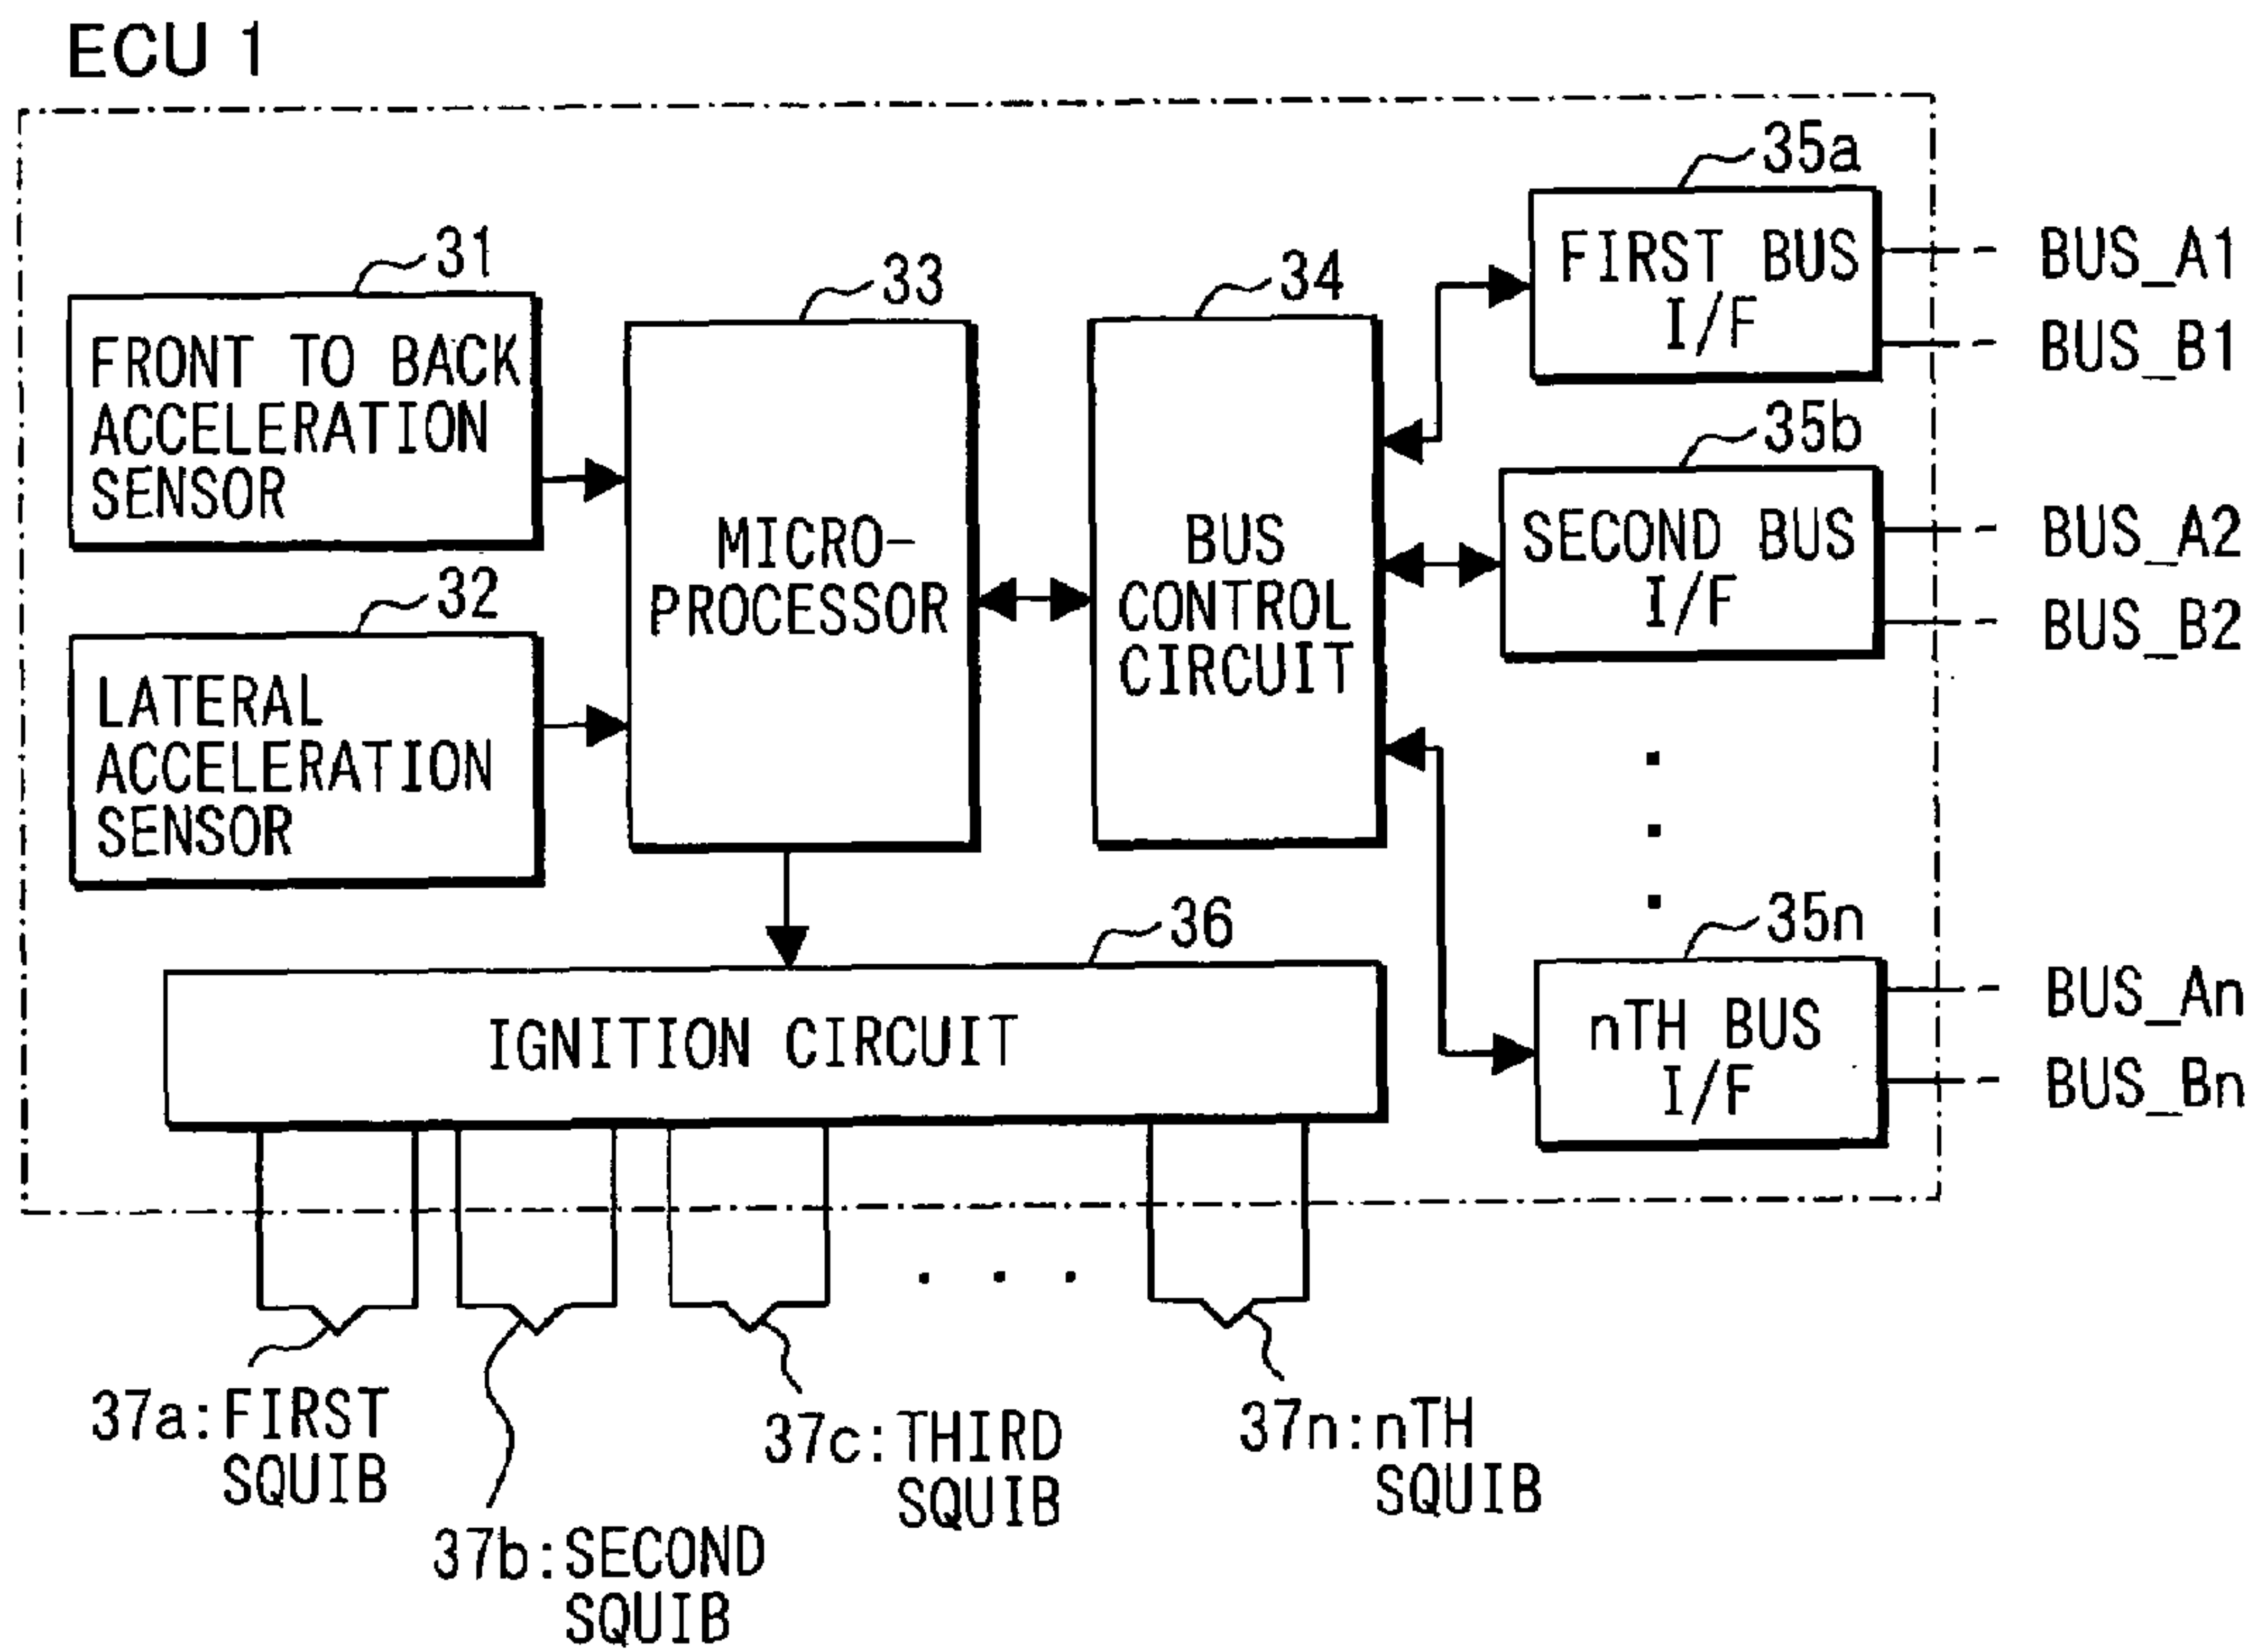 ECU 1
35a
FIRST BUS
I/F
BUS_A1
BUS_B1
31
FRONT TO BACK
ACCELERATION
SENSOR
33
MICRO-
PROCESSOR
34
BUS
CONTROL
CIRCUIT
35b
SECOND BUS
I/F
BUS_A2
BUS_B2
32
LATERAL
ACCELERATION
SENSOR
36
IGNITION CIRCUIT
35n
nTH BUS
I/F
BUS_An
BUS_Bn
37a:FIRST
SQUIB
37b:SECOND
SQUIB
37c:THIRD
SQUIB
37n:nTH
SQUIB